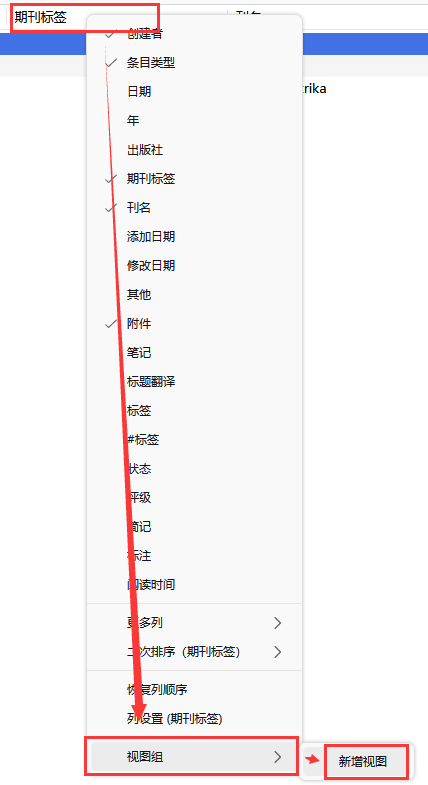 期刊标签
刊名
创建者
条目类型
日期
rika
年
出版社
期刊标签
刊名
添加日期
修改日期
其他
附件
笔记
标题翻译
标签
#标签
状态
评级
简记
标注
阅读时间
更多列
二次排序（期刊标签）
恢复列顺序
列设置 (期刊标签)
视图组
新增视图